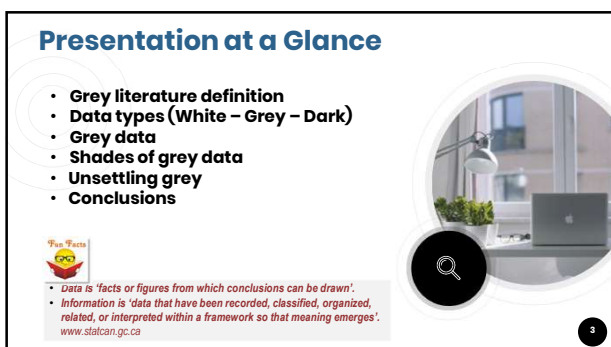 Presentation at a Glance
• Grey literature definition
• Data types (White – Grey – Dark)
• Grey data
• Shades of grey data
• Unsettling grey
• Conclusions
Fun Facts
• Data is ‘facts or figures from which conclusions can be drawn’.
• Information is ‘data that have been recorded, classified, organized,
related, or interpreted within a framework so that meaning emerges’.
www.statcan.gc.ca
3